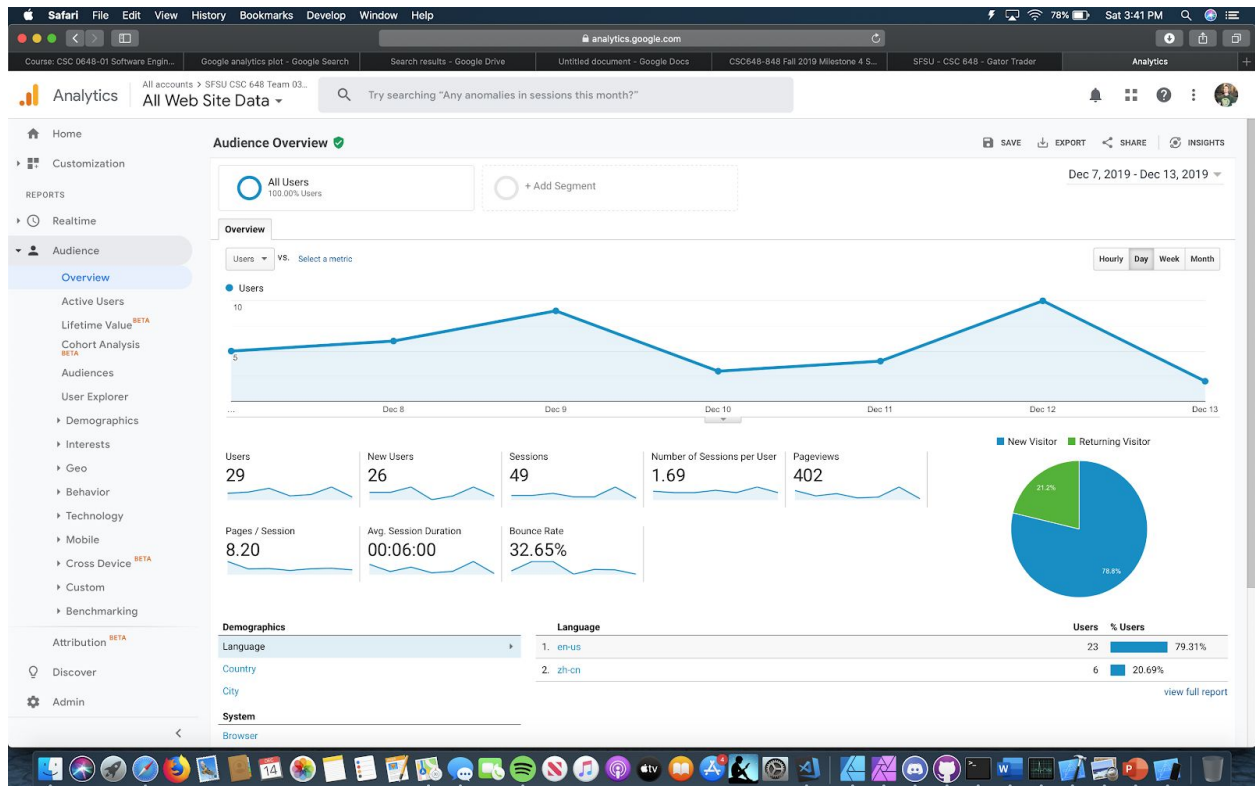 Safari File Edit View History Bookmarks Develop Window Help 78% Sat 3:41 PM
analytics.google.com
Course: CSC 0648-01 Software Engin... Google analytics plot - Google Search Search results - Google Drive Untitled document - Google Docs CSC648-848 Fall 2019 Milestone 4 S... SFSU - CSC 648 - Gator Trader Analytics
All accounts > SFSU CSC 648 Team 03...
Analytics All Web Site Data Try searching "Any anomalies in sessions this month?"
Home
Customization
REPORTS
Realtime
Audience
Overview
Active Users
Lifetime Value BETA
Cohort Analysis
BETA
Audiences
User Explorer
Demographics
Interests
Geo
Behavior
Technology
Mobile
Cross Device BETA
Custom
Benchmarking
Attribution BETA
Discover
Admin
Audience Overview SAVE EXPORT SHARE INSIGHTS
All Users
100.00% Users
+ Add Segment
Dec 7, 2019 - Dec 13, 2019
Overview
Users VS. Select a metric Hourly Day Week Month
Users
10
5
... Dec 8 Dec 9 Dec 10 Dec 11 Dec 12 Dec 13
New Visitor Returning Visitor
Users New Users Sessions Number of Sessions per User Pageviews
29 26 49 1.69 402
Pages / Session Avg. Session Duration Bounce Rate
8.20 00:06:00 32.65%
21.2%
78.8%
Demographics Language Users % Users
Language 1. en-us 23 79.31%
Country 2. zh-cn 6 20.69%
City view full report
System
Browser
DEC
14
tv
4
W
P